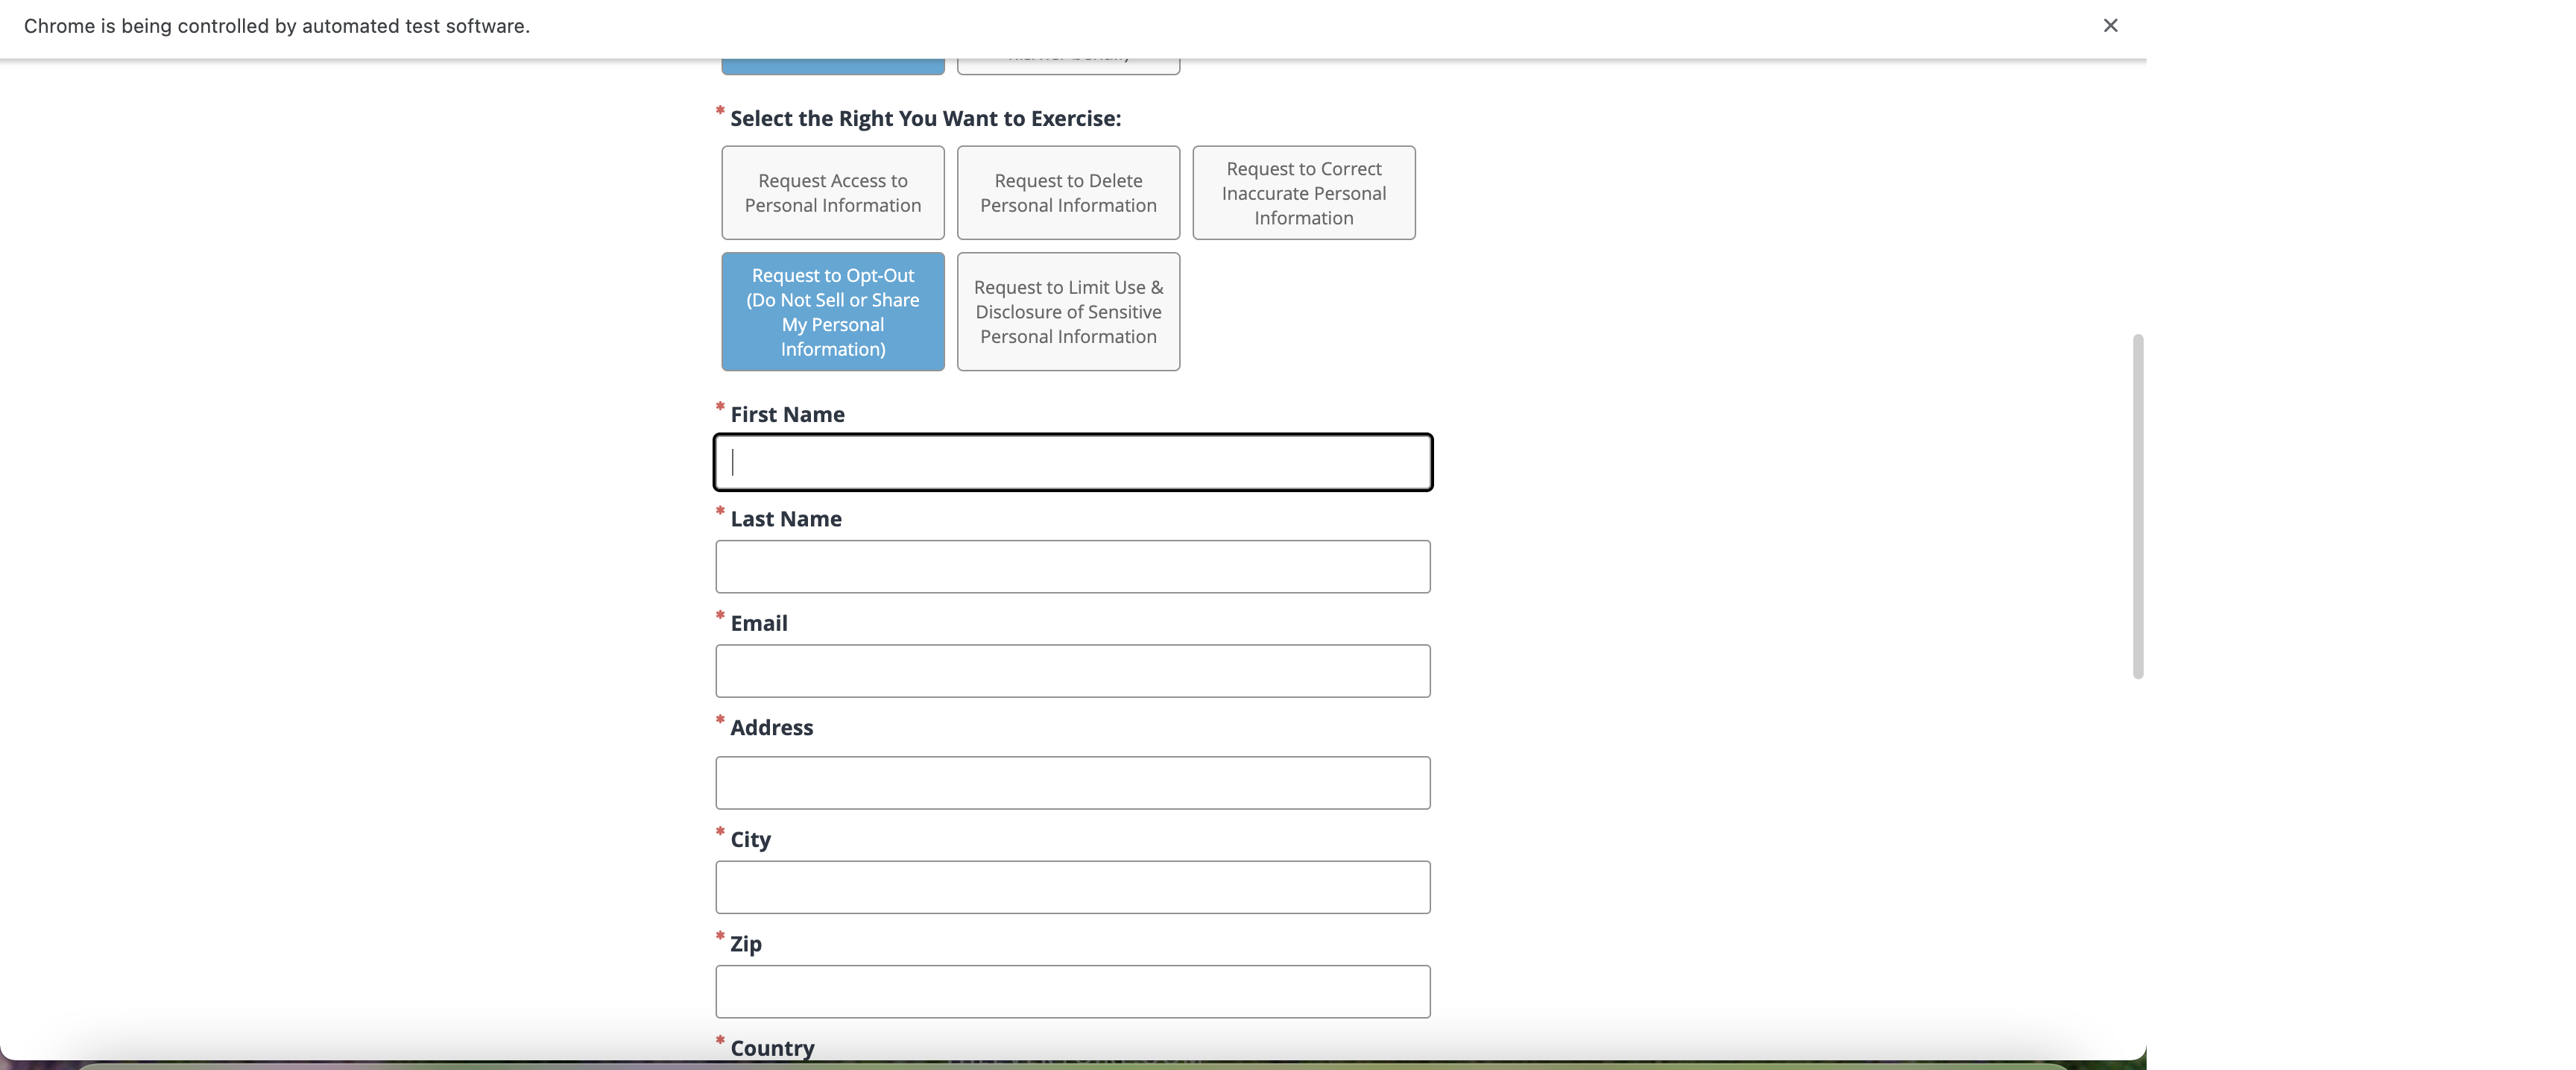 Chrome is being controlled by automated test software.
* Select the Right You Want to Exercise:
Request Access to
Personal Information
Request to Delete
Personal Information
Request to Correct
Inaccurate Personal
Information
Request to Opt-Out
(Do Not Sell or Share
My Personal
Information)
Request to Limit Use &
Disclosure of Sensitive
Personal Information
* First Name
* Last Name
* Email
* Address
* City
* Zip
* Country